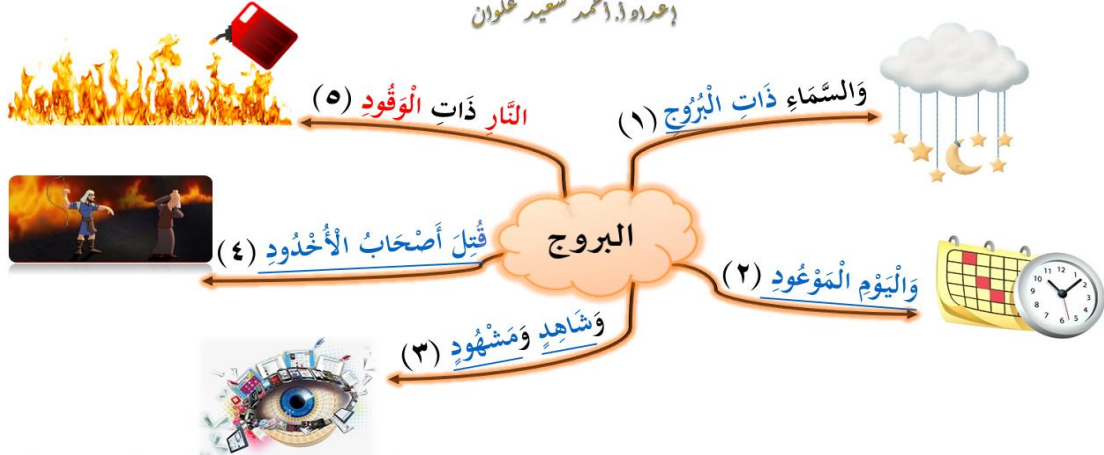 إعداد أ. أحمد سعيد علوان
البروج
وَالسَّمَاءِ ذَاتِ الْبُرُوجِ (١)
وَالْيَوْمِ الْمَوْعُودِ (٢)
وَشَاهِدٍ وَمَشْهُودٍ (٣)
قُتِلَ أَصْحَابُ الْأُخْدُودِ (٤)
النَّارِ ذَاتِ الْوَقُودِ (٥)